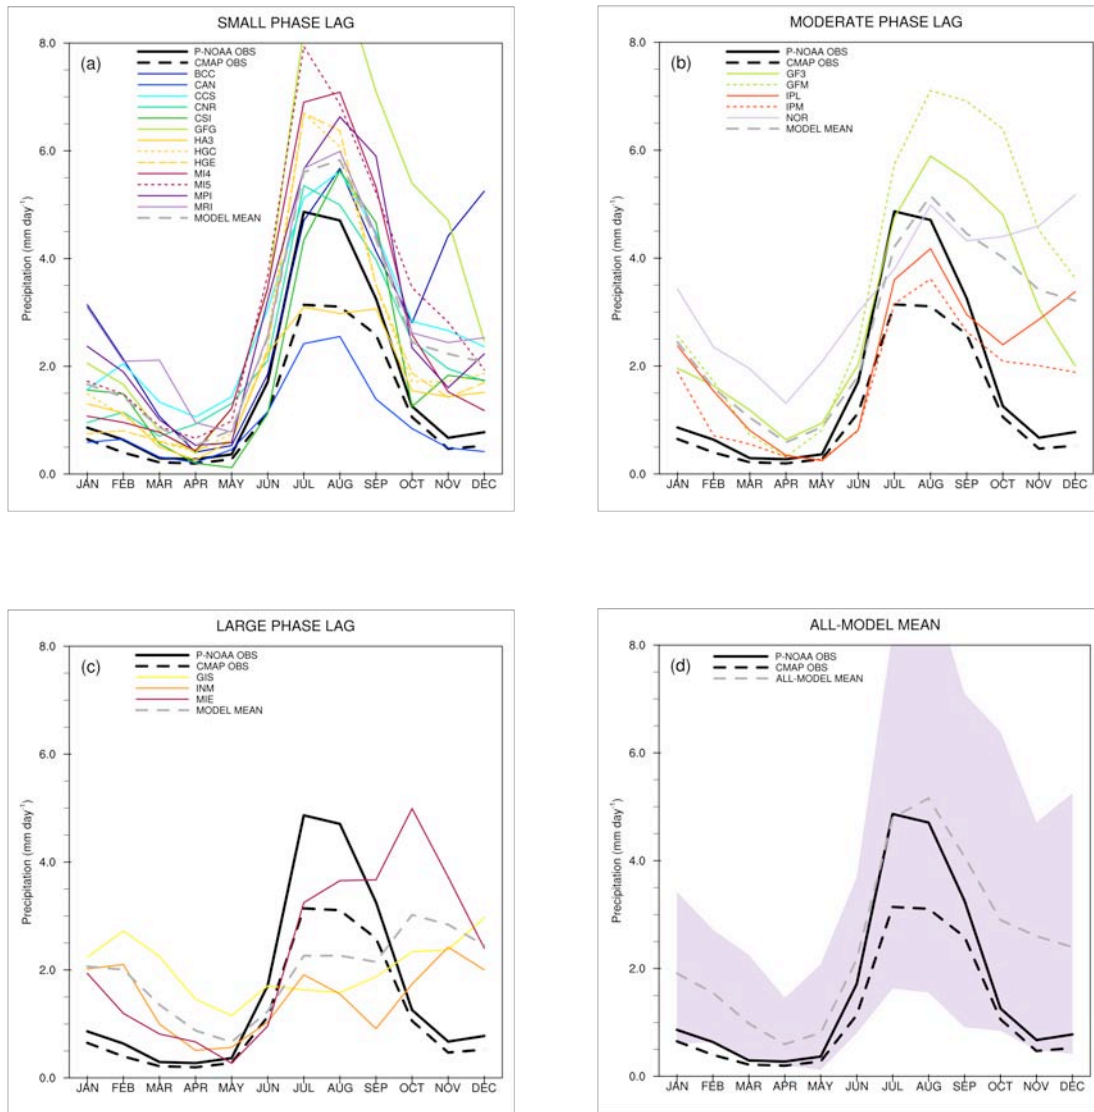 SMALL PHASE LAG
(a)
P-NOAA OBS
CMAP OBS
BCC
CAN
CCS
CNR
CSI
GFG
HA3
HGC
HGE
MI4
MI5
MPI
MRI
MODEL MEAN
Precipitation (mm day⁻¹)
8.0
6.0
4.0
2.0
0.0
JAN FEB MAR APR MAY JUN JUL AUG SEP OCT NOV DEC
MODERATE PHASE LAG
(b)
P-NOAA OBS
CMAP OBS
GF3
GFM
IPL
IPM
NOR
MODEL MEAN
Precipitation (mm day⁻¹)
8.0
6.0
4.0
2.0
0.0
JAN FEB MAR APR MAY JUN JUL AUG SEP OCT NOV DEC
LARGE PHASE LAG
(c)
P-NOAA OBS
CMAP OBS
GIS
INM
MIE
MODEL MEAN
Precipitation (mm day⁻¹)
8.0
6.0
4.0
2.0
0.0
JAN FEB MAR APR MAY JUN JUL AUG SEP OCT NOV DEC
ALL-MODEL MEAN
(d)
P-NOAA OBS
CMAP OBS
ALL-MODEL MEAN
Precipitation (mm day⁻¹)
8.0
6.0
4.0
2.0
0.0
JAN FEB MAR APR MAY JUN JUL AUG SEP OCT NOV DEC